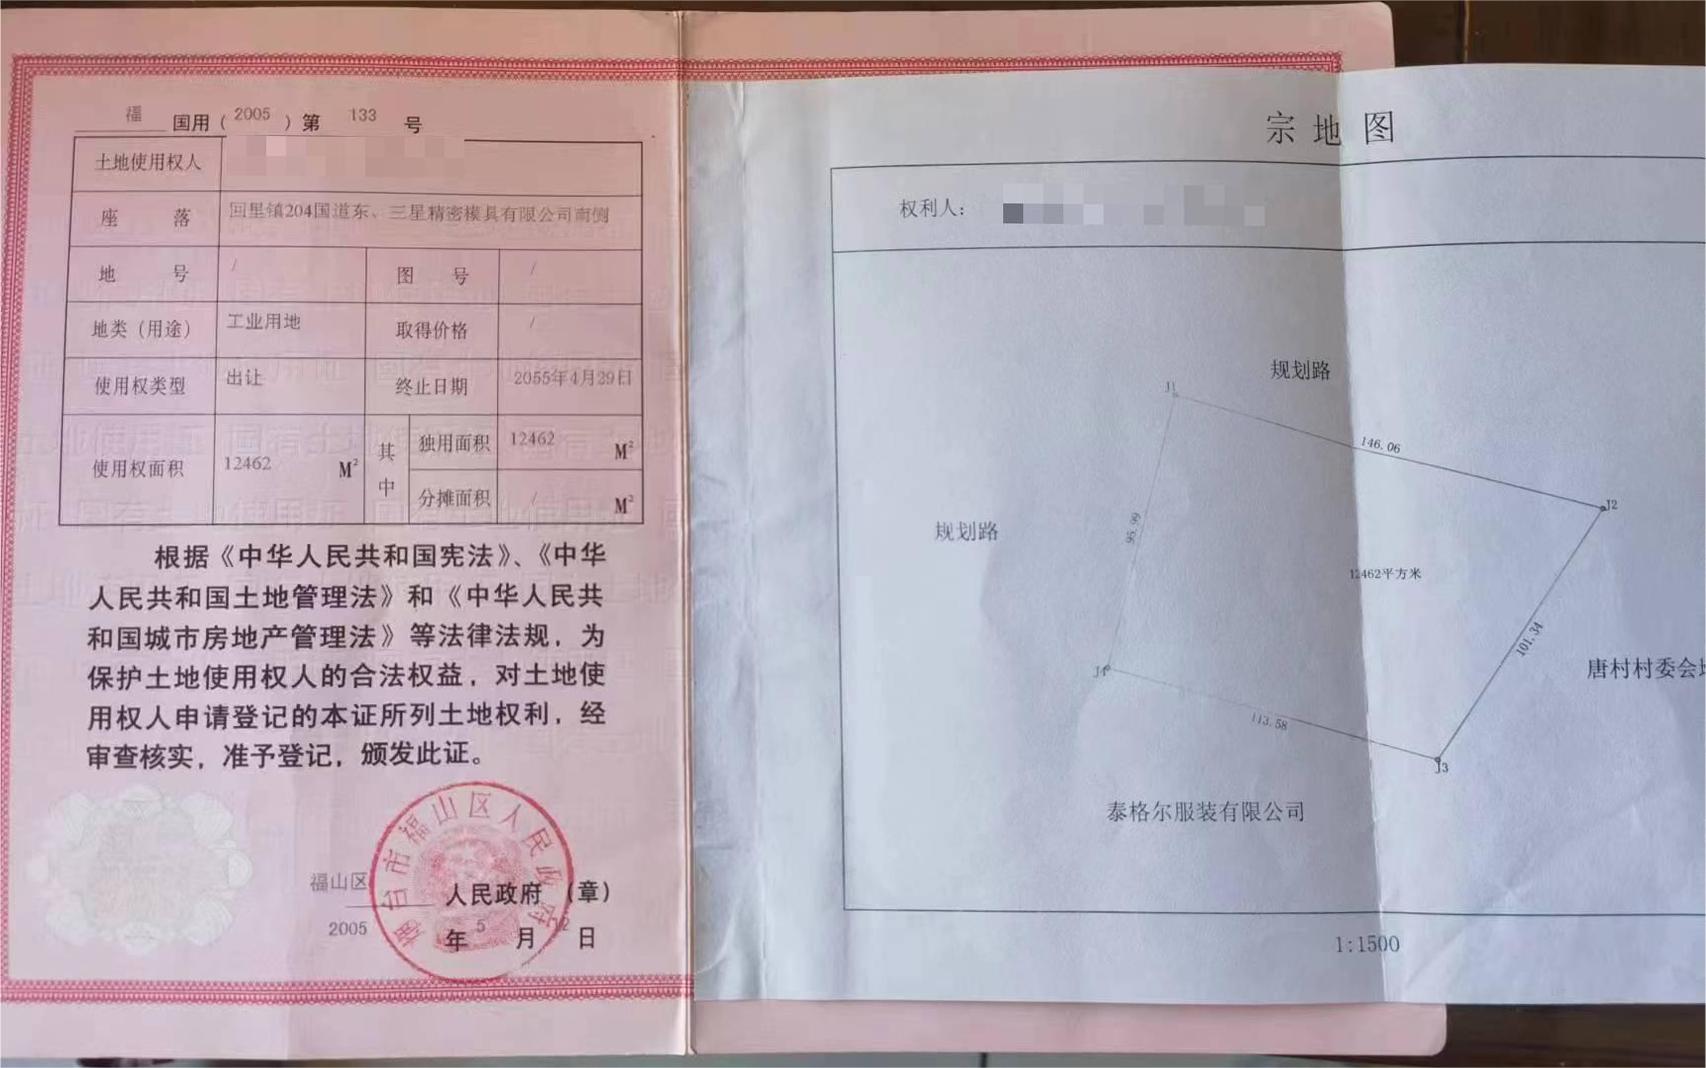 福 国用( 2005 )第 133 号
土地使用权人
座 落 回里镇204国道东、三星精密模具有限公司南侧
地 号 / 图 号 /
地类(用途) 工业用地 取得价格 /
使用权类型 出让 终止日期 2055年4月29日
使用权面积 12462 M² 其中 独用面积 12462 M²
分摊面积 / M²
根据《中华人民共和国宪法》、《中华
人民共和国土地管理法》和《中华人民共
和国城市房地产管理法》等法律法规，为
保护土地使用权人的合法权益，对土地使
用权人申请登记的本证所列土地权利，经
审查核实，准予登记，颁发此证。
烟台市福山区人民政府
福山区 人民政府（章）
2005 年 5 月 日
宗地图
权利人：
规划路
J1
146.06
J2
规划路
95.99
12462平方米
101.34
唐村村委会
J4
113.58
J3
泰格尔服装有限公司
1:1500